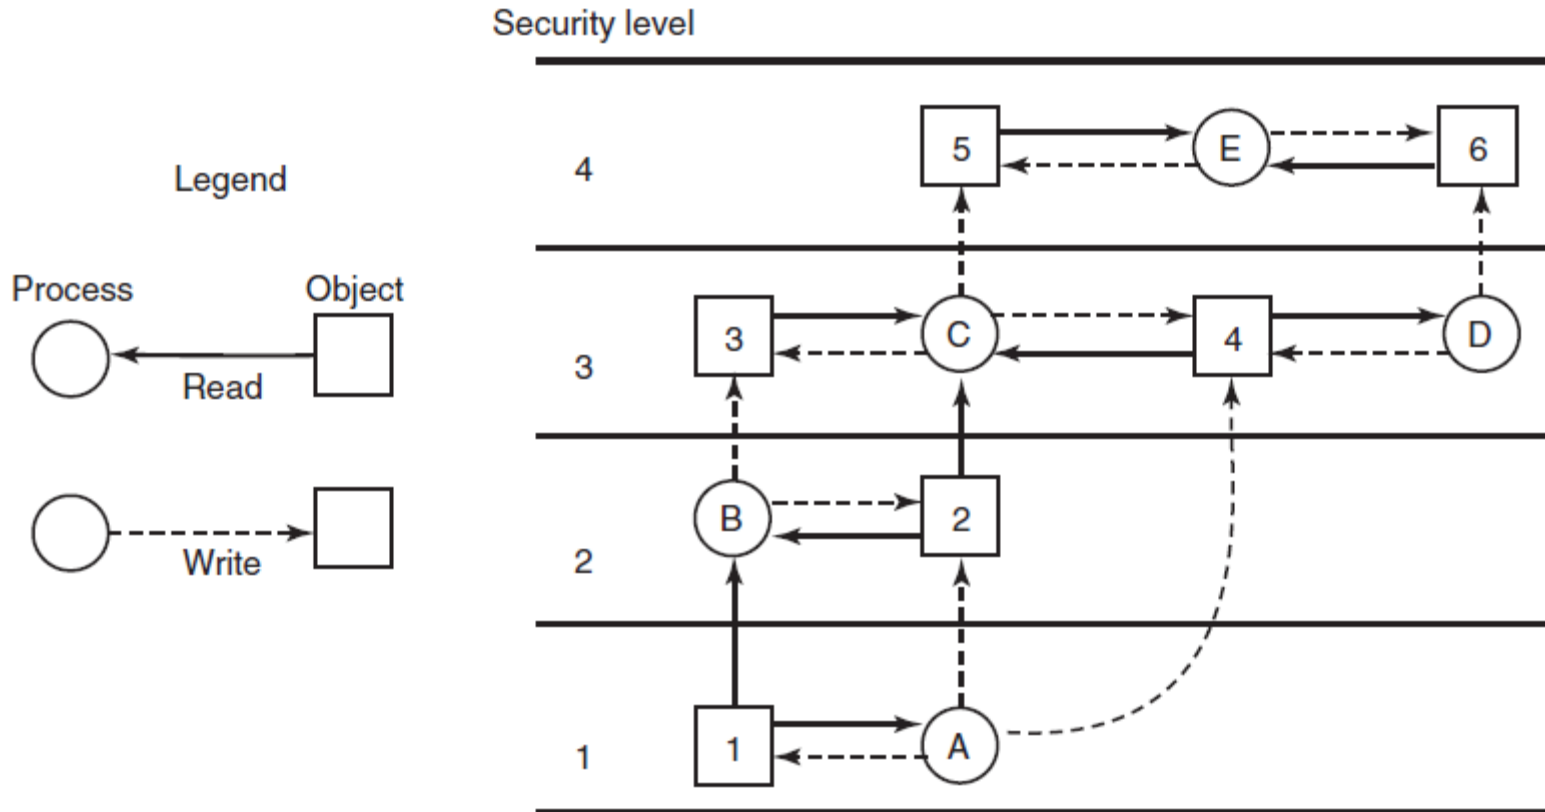 Security level
Legend
Process Object
Read
Write
4
5 E 6
3
3 C 4 D
2
B 2
1
1 A